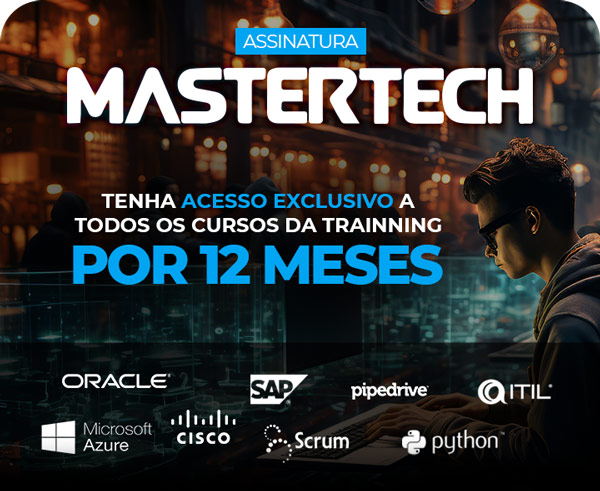 ASSINATURA
MASTERTECH
TENHA ACESSO EXCLUSIVO A
TODOS OS CURSOS DA TRAINNING
POR 12 MESES
ORACLE®
SAP
pipedrive
ITIL®
Microsoft
Azure
CISCO
Scrum
python™